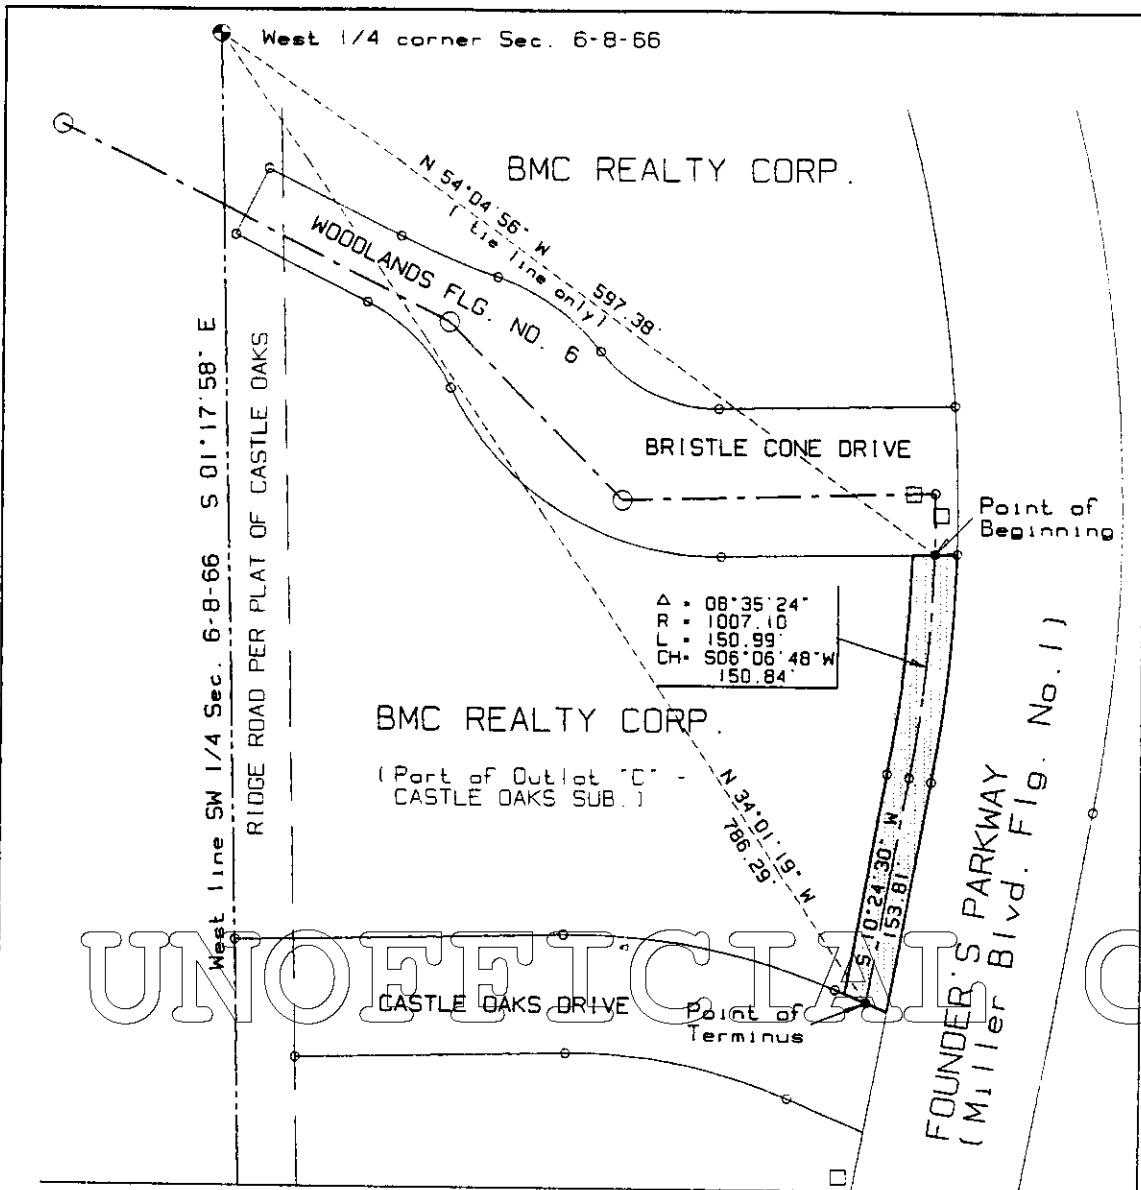 West 1/4 corner Sec. 6-8-66
BMC REALTY CORP.
N 54°04'56" W
( tie line only)
597.38'
WOODLANDS FLG. NO. 6
West line SW 1/4 Sec. 6-8-66 S 01°17'58" E
RIDGE ROAD PER PLAT OF CASTLE OAKS
BRISTLE CONE DRIVE
Point of
Beginning
Δ = 08°35'24"
R = 1007.10
L = 150.99'
CH= S06°06'48"W
150.84'
BMC REALTY CORP.
(Part of Outlot "C" -
CASTLE OAKS SUB.)
N 34°01'19" W
786.29'
S 10°24'30" W
153.81'
FOUNDER'S PARKWAY
(Miller Blvd. Flg. No.1)
UNOFFICIAL C
CASTLE OAKS DRIVE
Point of
Terminus